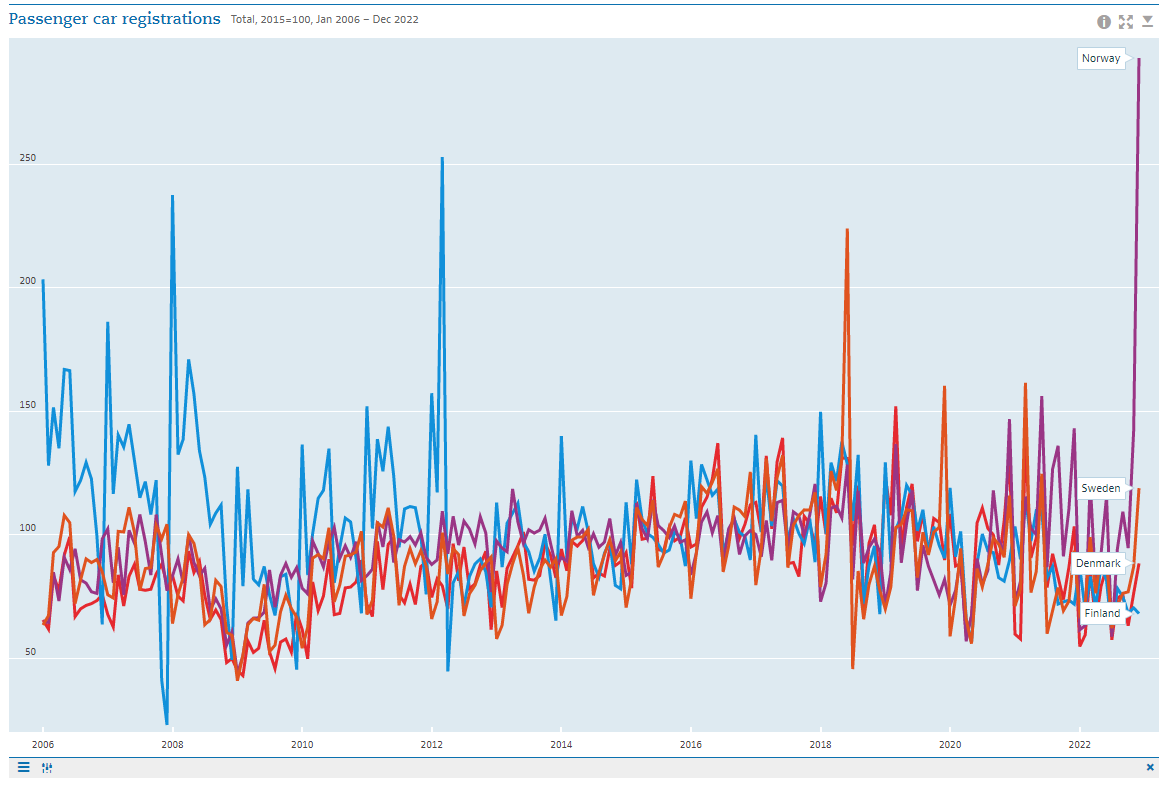 Passenger car registrations Total, 2015=100, Jan 2006 – Dec 2022
Norway
250
200
150
Sweden
100
Denmark
Finland
50
2006 2008 2010 2012 2014 2016 2018 2020 2022